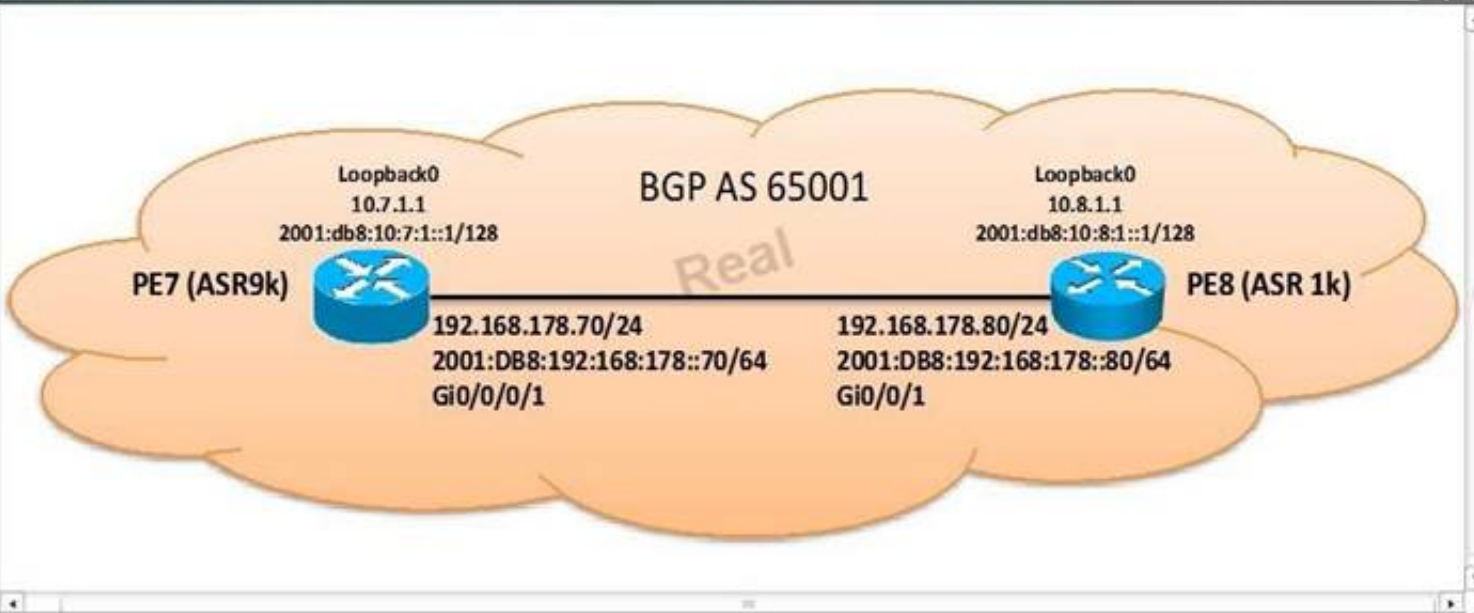 Loopback0
10.7.1.1
2001:db8:10:7:1::1/128
BGP AS 65001
Loopback0
10.8.1.1
2001:db8:10:8:1::1/128
Real
PE7 (ASR9k)
PE8 (ASR 1k)
192.168.178.70/24
2001:DB8:192:168:178::70/64
Gi0/0/0/1
192.168.178.80/24
2001:DB8:192:168:178::80/64
Gi0/0/1